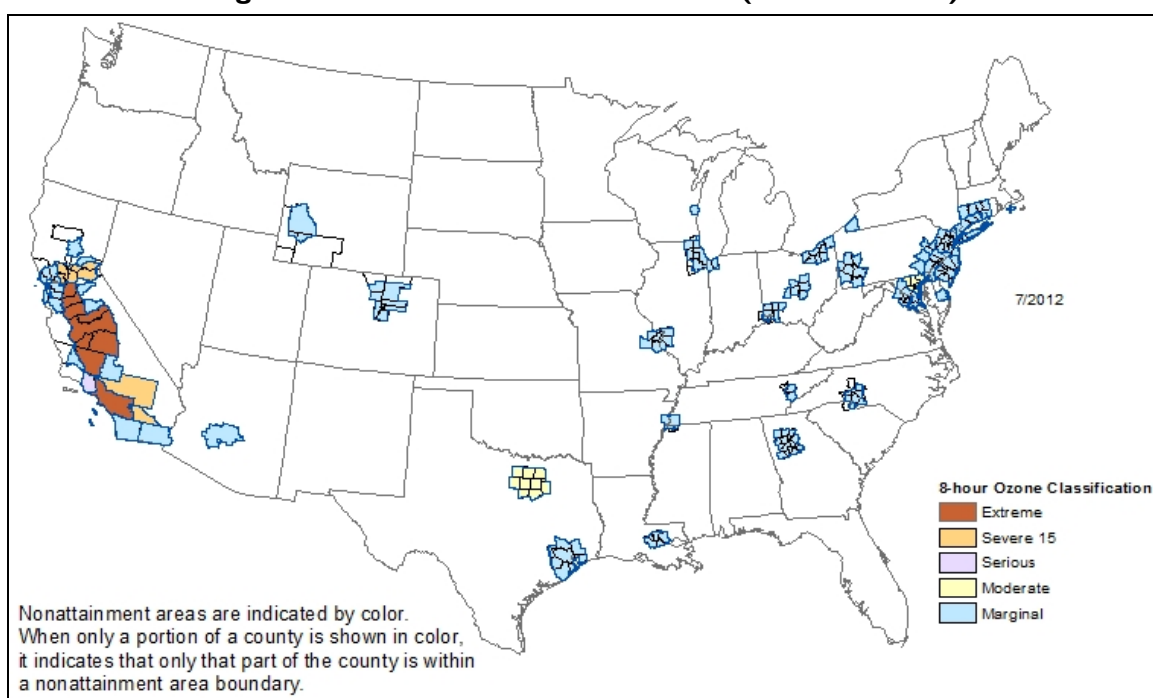 7/2012
8-hour Ozone Classification
Extreme
Severe 15
Serious
Moderate
Marginal
Nonattainment areas are indicated by color.
When only a portion of a county is shown in color,
it indicates that only that part of the county is within
a nonattainment area boundary.